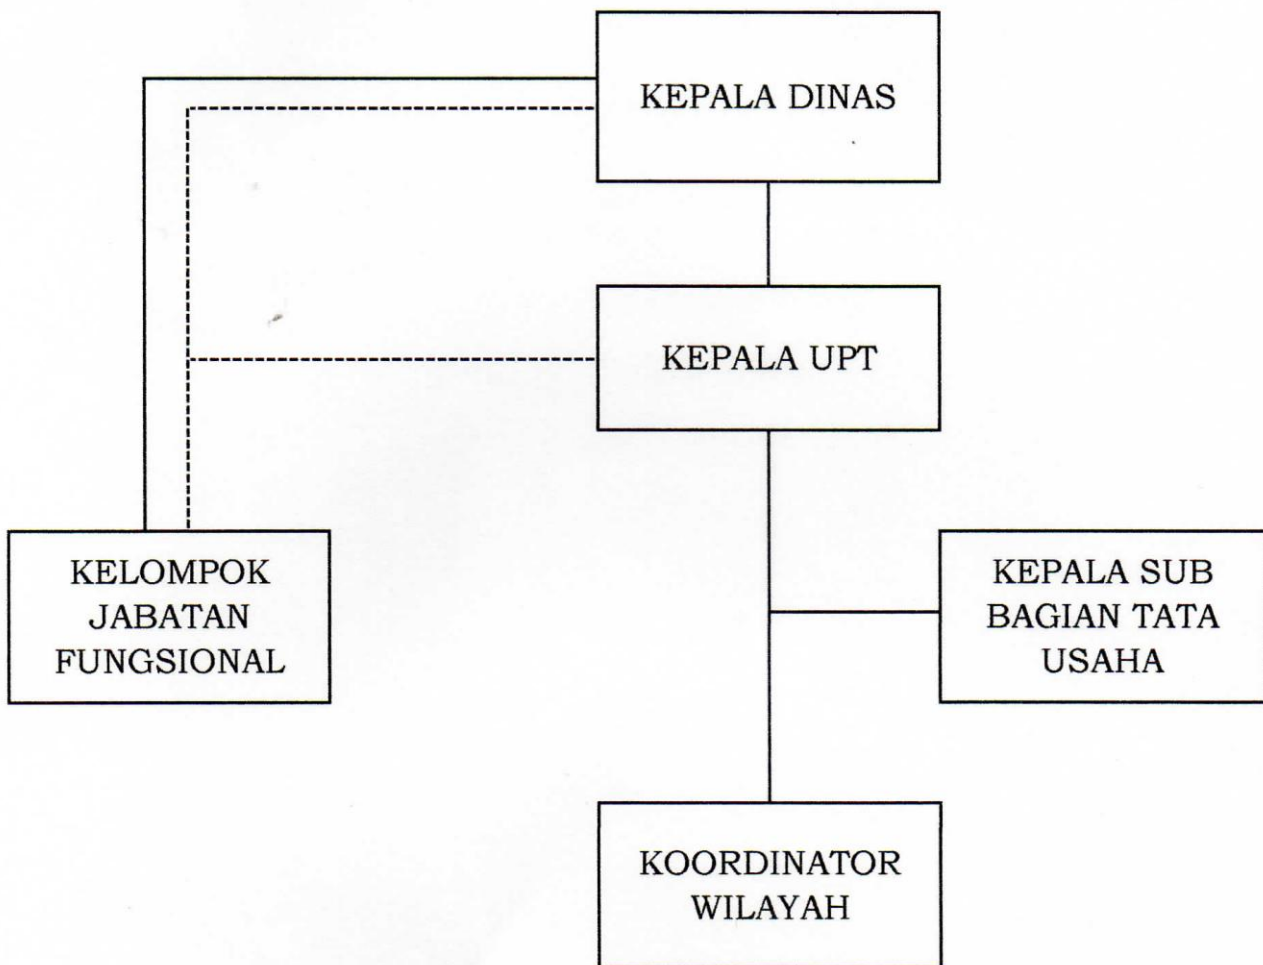 KEPALA DINAS
KEPALA UPT
KELOMPOK
JABATAN
FUNGSIONAL
KEPALA SUB
BAGIAN TATA
USAHA
KOORDINATOR
WILAYAH